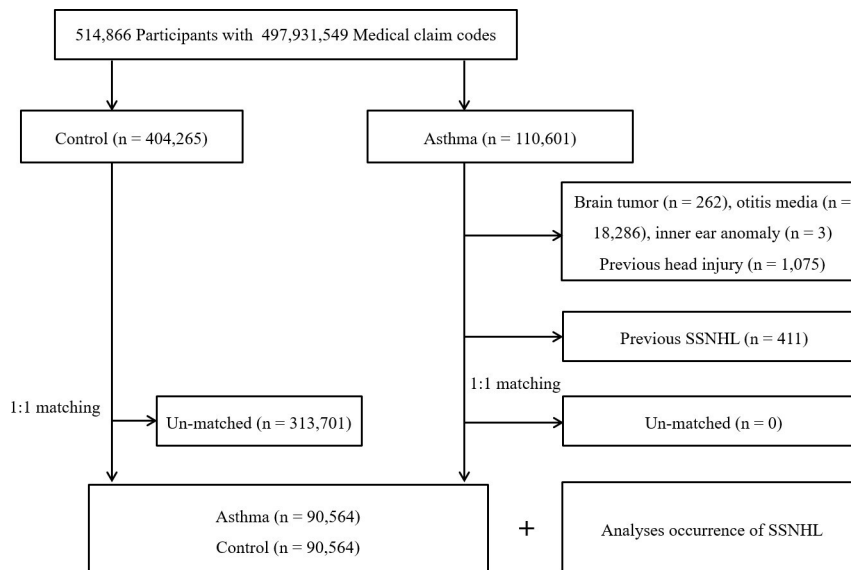 514,866 Participants with 497,931,549 Medical claim codes
Control (n = 404,265)
Asthma (n = 110,601)
Brain tumor (n = 262), otitis media (n =
18,286), inner ear anomaly (n = 3)
Previous head injury (n = 1,075)
Previous SSNHL (n = 411)
1:1 matching
1:1 matching
Un-matched (n = 313,701)
Un-matched (n = 0)
Asthma (n = 90,564)
Control (n = 90,564)
+
Analyses occurrence of SSNHL